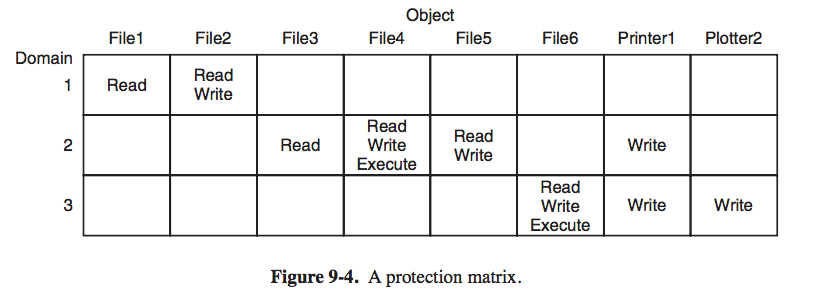 Object
File1 File2 File3 File4 File5 File6 Printer1 Plotter2
Domain
1 Read Read Write
2 Read Read Write Execute Read Write Write
3 Read Write Execute Write Write
Figure 9-4. A protection matrix.